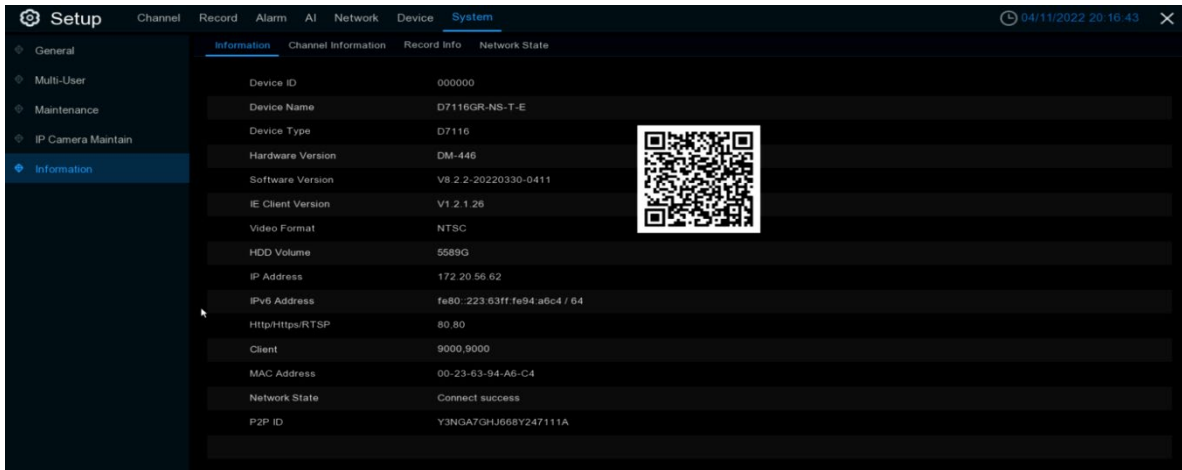 Setup Channel Record Alarm AI Network Device System 04/11/2022 20:16:43
Information Channel Information Record Info Network State
General
Multi-User
Maintenance
IP Camera Maintain
Information
Device ID 000000
Device Name D7116GR-NS-T-E
Device Type D7116
Hardware Version DM-446
Software Version V8.2.2-20220330-0411
IE Client Version V1.2.1.26
Video Format NTSC
HDD Volume 5589G
IP Address 172.20.56.62
IPv6 Address fe80::223:63ff:fe94:a6c4 / 64
Http/Https/RTSP 80,80
Client 9000,9000
MAC Address 00-23-63-94-A6-C4
Network State Connect success
P2P ID Y3NGA7GHJ668Y247111A